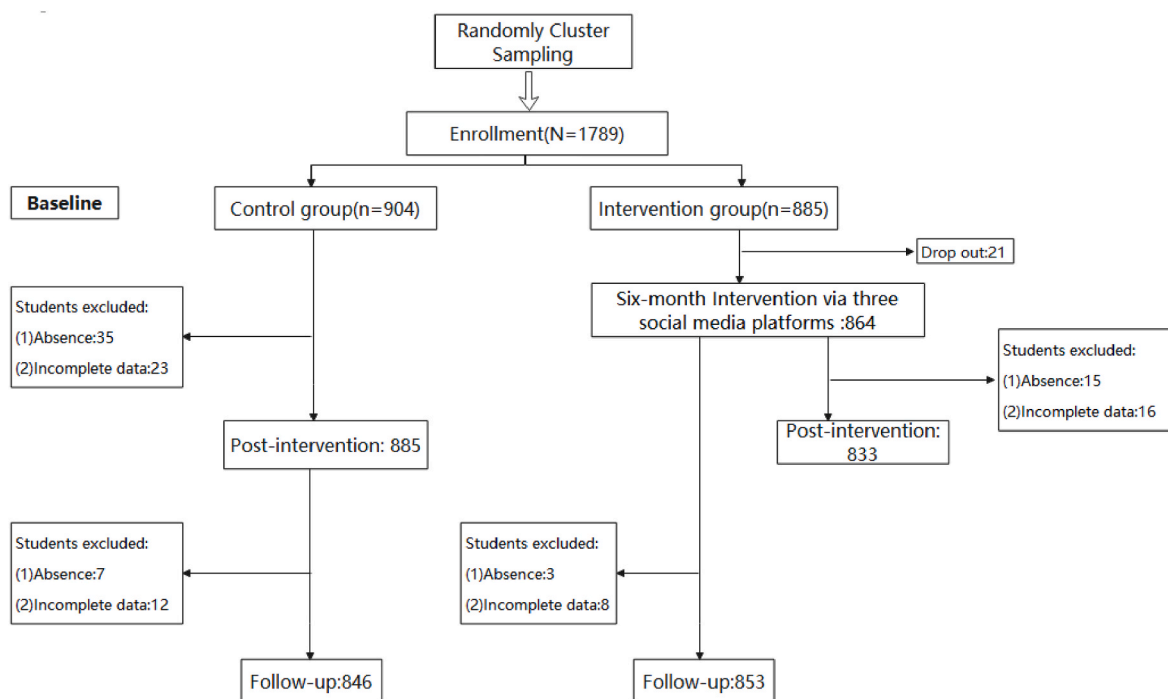 Randomly Cluster
Sampling
Enrollment(N=1789)
Baseline
Control group(n=904)
Intervention group(n=885)
Drop out:21
Students excluded:
(1)Absence:35
(2)Incomplete data:23
Six-month Intervention via three
social media platforms :864
Students excluded:
(1)Absence:15
(2)Incomplete data:16
Post-intervention: 885
Post-intervention:
833
Students excluded:
(1)Absence:7
(2)Incomplete data:12
Students excluded:
(1)Absence:3
(2)Incomplete data:8
Follow-up:846
Follow-up:853